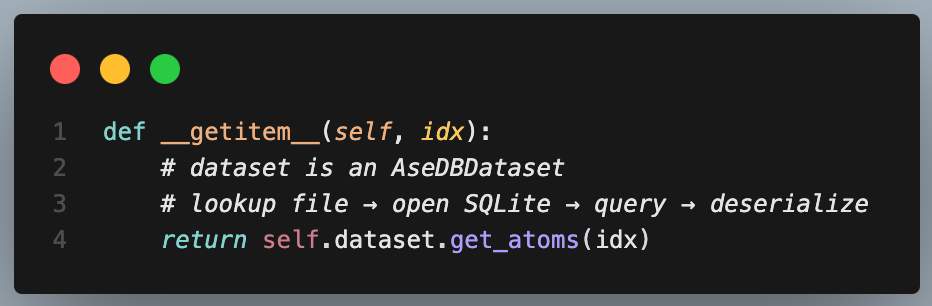 1 def __getitem__(self, idx):
2 # dataset is an AseDBDataset
3 # lookup file → open SQLite → query → deserialize
4 return self.dataset.get_atoms(idx)